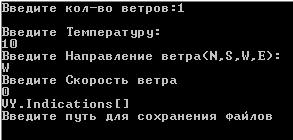 Введите кол-во ветров:1
Введите Температуру:
10
Введите Направление ветра(N,S,W,E):
W
Введите Скорость ветра
0
VY.Indications[]
Введите путь для сохранения файлов